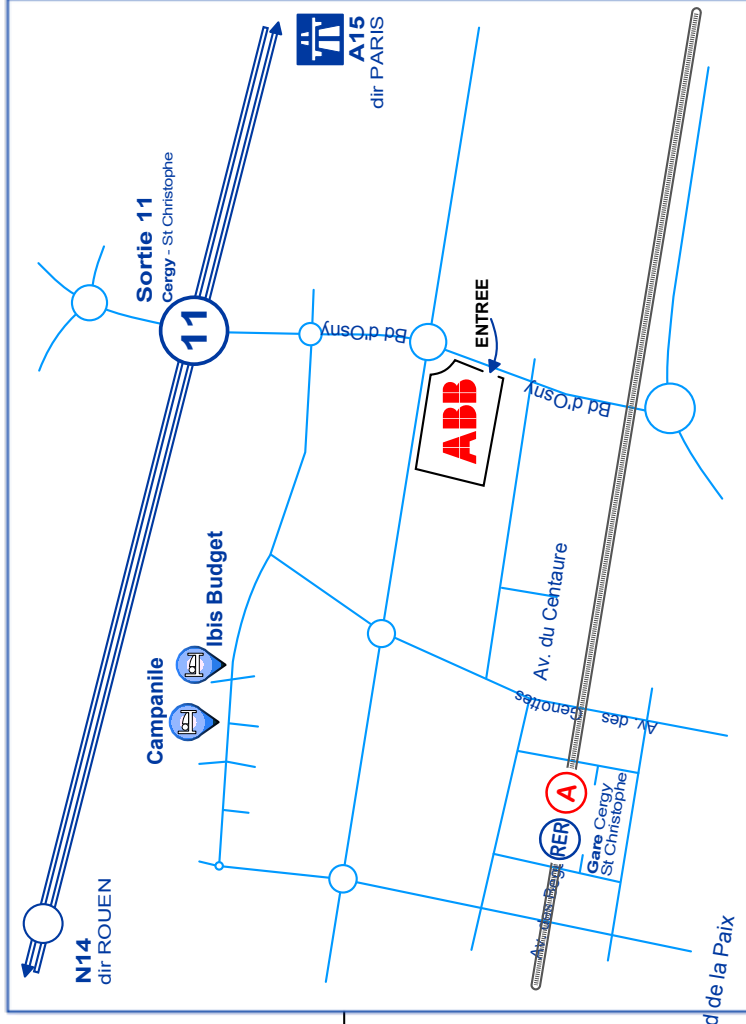 N14
dir ROUEN
A15
dir PARIS
Sortie 11
Cergy - St Christophe
11
Campanile
Ibis Budget
Bd d'Osny
ENTREE
ABB
Bd d'Osny
Av. du Centaure
Av. des
Genottes
RER
A
Gare Cergy
St Christophe
d de la Paix